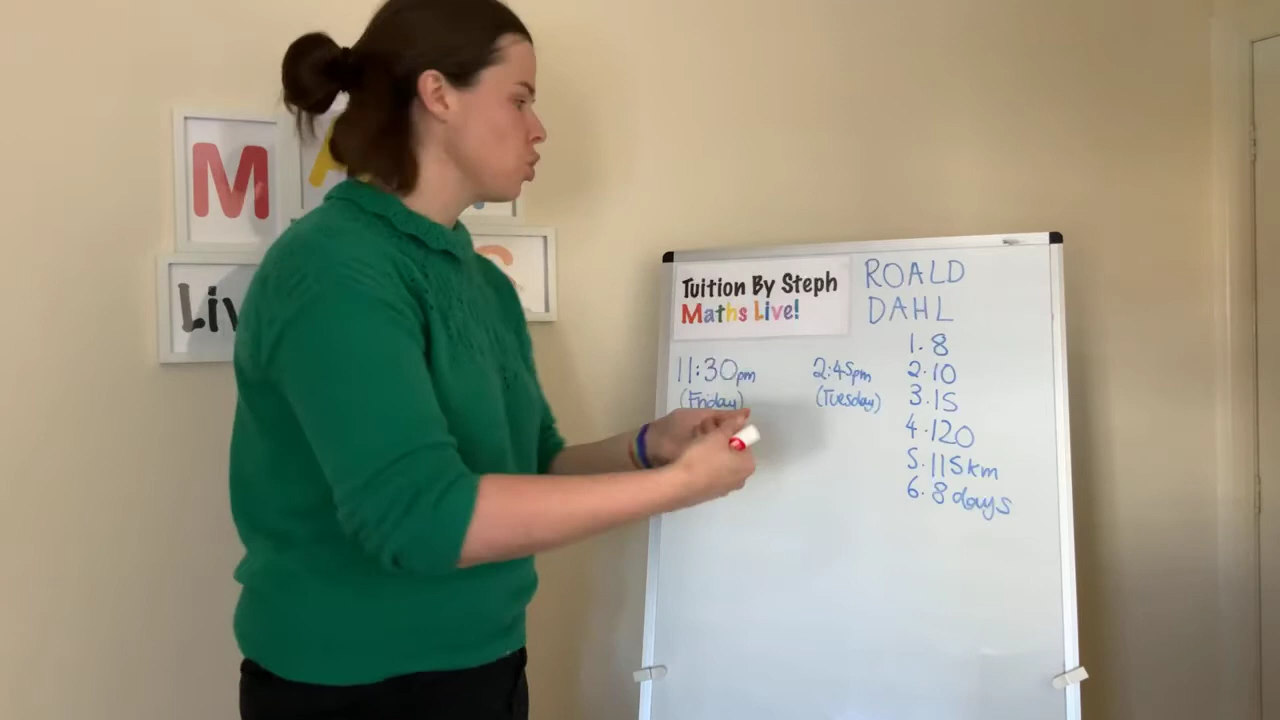 M
Liv
Tuition By Steph
Maths Live!
ROALD
DAHL
11:30pm
(Friday)
2:45pm
(Tuesday)
1. 8
2. 10
3. 15
4. 120
5. 115km
6. 8 days